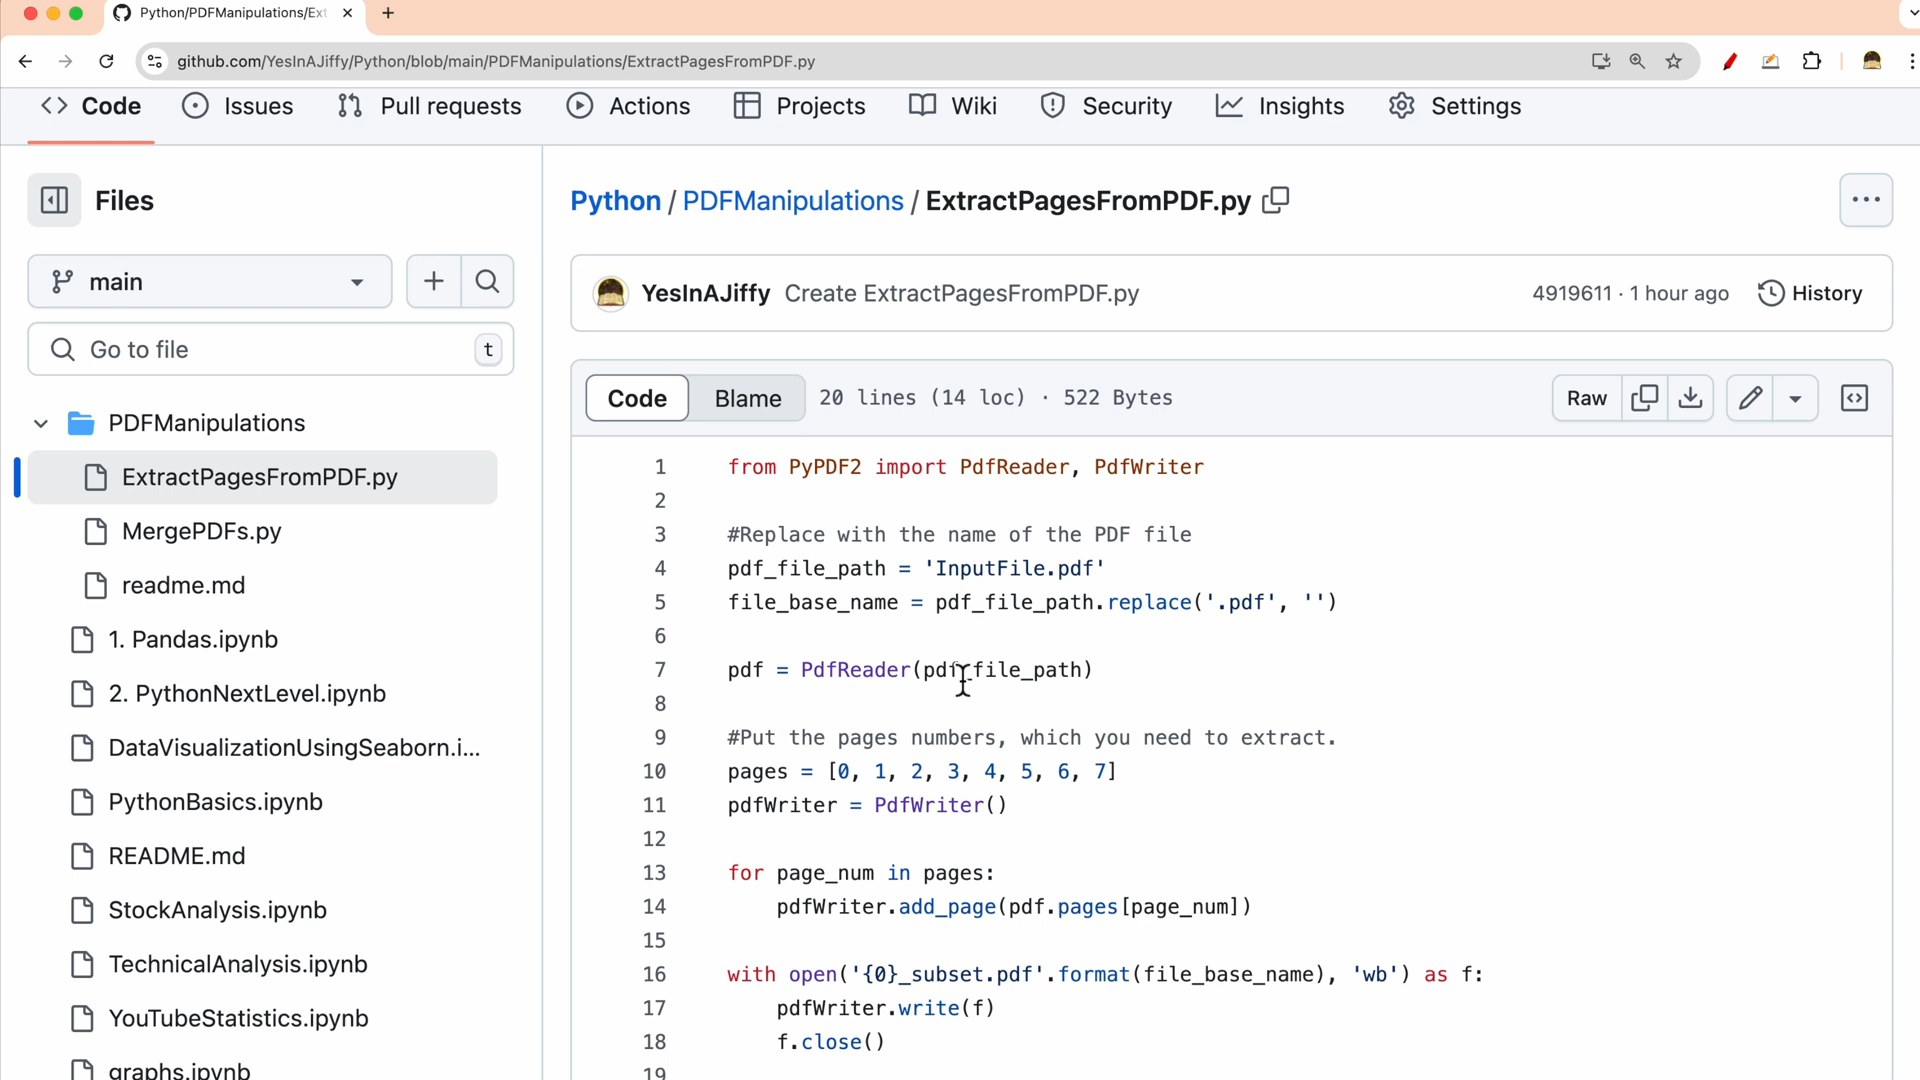 Python/PDFManipulations/Ext
github.com/YesInAJiffy/Python/blob/main/PDFManipulations/ExtractPagesFromPDF.py
Code Issues Pull requests Actions Projects Wiki Security Insights Settings
Files
main
Go to file t
PDFManipulations
ExtractPagesFromPDF.py
MergePDFs.py
readme.md
1. Pandas.ipynb
2. PythonNextLevel.ipynb
DataVisualizationUsingSeaborn.i...
PythonBasics.ipynb
README.md
StockAnalysis.ipynb
TechnicalAnalysis.ipynb
YouTubeStatistics.ipynb
graphs.ipynb
Python / PDFManipulations / ExtractPagesFromPDF.py
YesInAJiffy Create ExtractPagesFromPDF.py 4919611 · 1 hour ago History
Code Blame 20 lines (14 loc) · 522 Bytes Raw
1 from PyPDF2 import PdfReader, PdfWriter
2
3 #Replace with the name of the PDF file
4 pdf_file_path = 'InputFile.pdf'
5 file_base_name = pdf_file_path.replace('.pdf', '')
6
7 pdf = PdfReader(pdf_file_path)
8
9 #Put the pages numbers, which you need to extract.
10 pages = [0, 1, 2, 3, 4, 5, 6, 7]
11 pdfWriter = PdfWriter()
12
13 for page_num in pages:
14 pdfWriter.add_page(pdf.pages[page_num])
15
16 with open('{0}_subset.pdf'.format(file_base_name), 'wb') as f:
17 pdfWriter.write(f)
18 f.close()
19